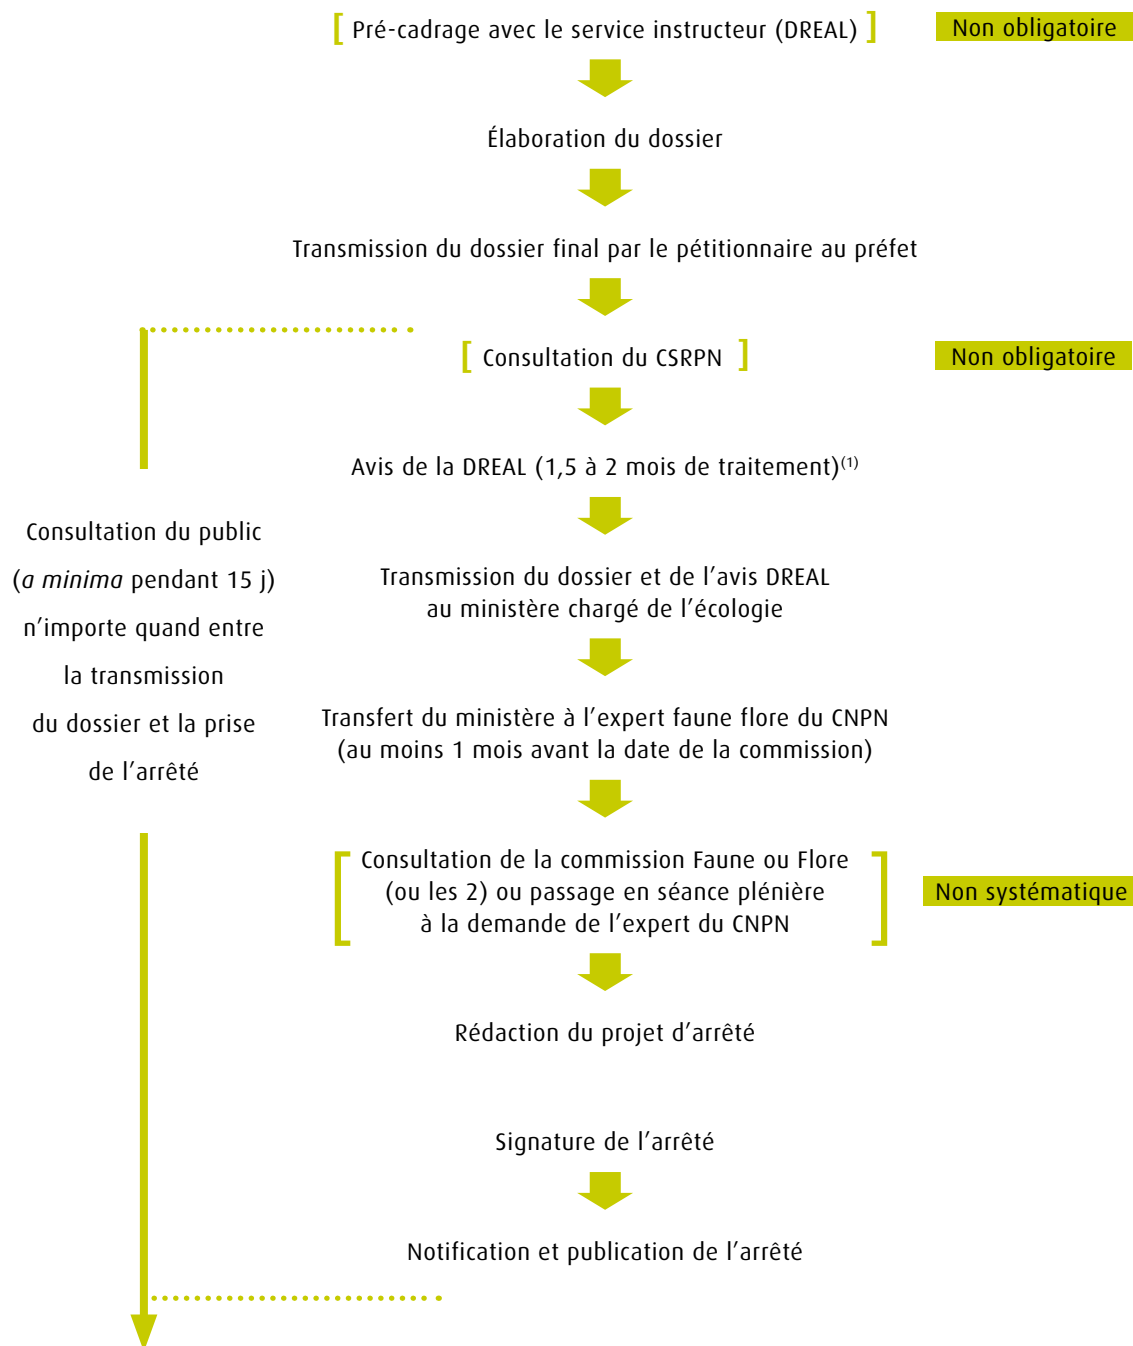 [ Pré-cadrage avec le service instructeur (DREAL) ]
Non obligatoire
Élaboration du dossier
Transmission du dossier final par le pétitionnaire au préfet
[ Consultation du CSRPN ]
Non obligatoire
Avis de la DREAL (1,5 à 2 mois de traitement)(1)
Consultation du public
(a minima pendant 15 j)
n’importe quand entre
la transmission
du dossier et la prise
de l’arrêté
Transmission du dossier et de l’avis DREAL
au ministère chargé de l’écologie
Transfert du ministère à l’expert faune flore du CNPN
(au moins 1 mois avant la date de la commission)
Consultation de la commission Faune ou Flore
(ou les 2) ou passage en séance plénière
à la demande de l’expert du CNPN
Non systématique
Rédaction du projet d’arrêté
Signature de l’arrêté
Notification et publication de l’arrêté